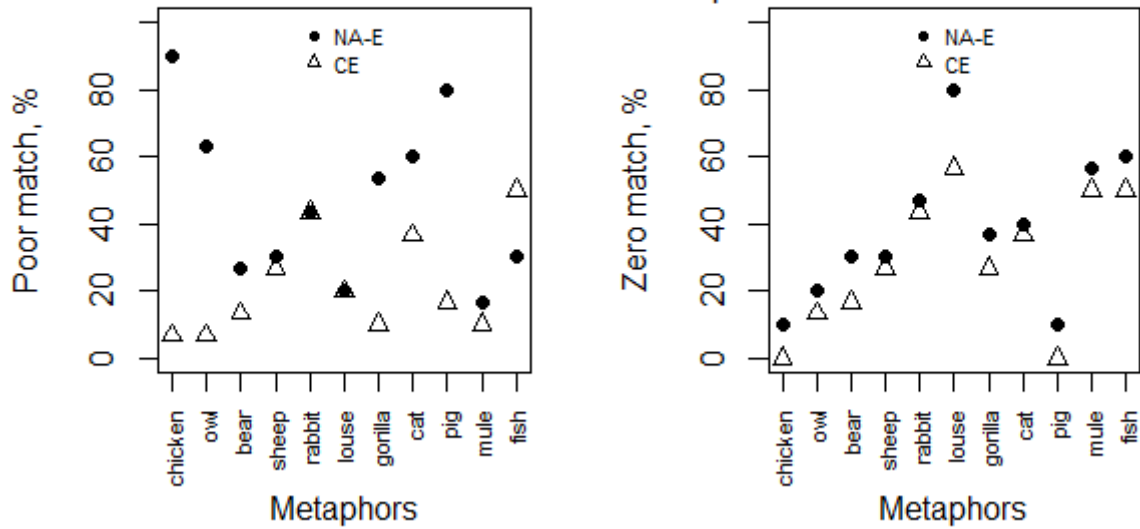 Poor match, %
0
20
40
60
80
NA-E
CE
chicken
owl
bear
sheep
rabbit
louse
gorilla
cat
pig
mule
fish
Metaphors
Zero match, %
0
20
40
60
80
NA-E
CE
chicken
owl
bear
sheep
rabbit
louse
gorilla
cat
pig
mule
fish
Metaphors